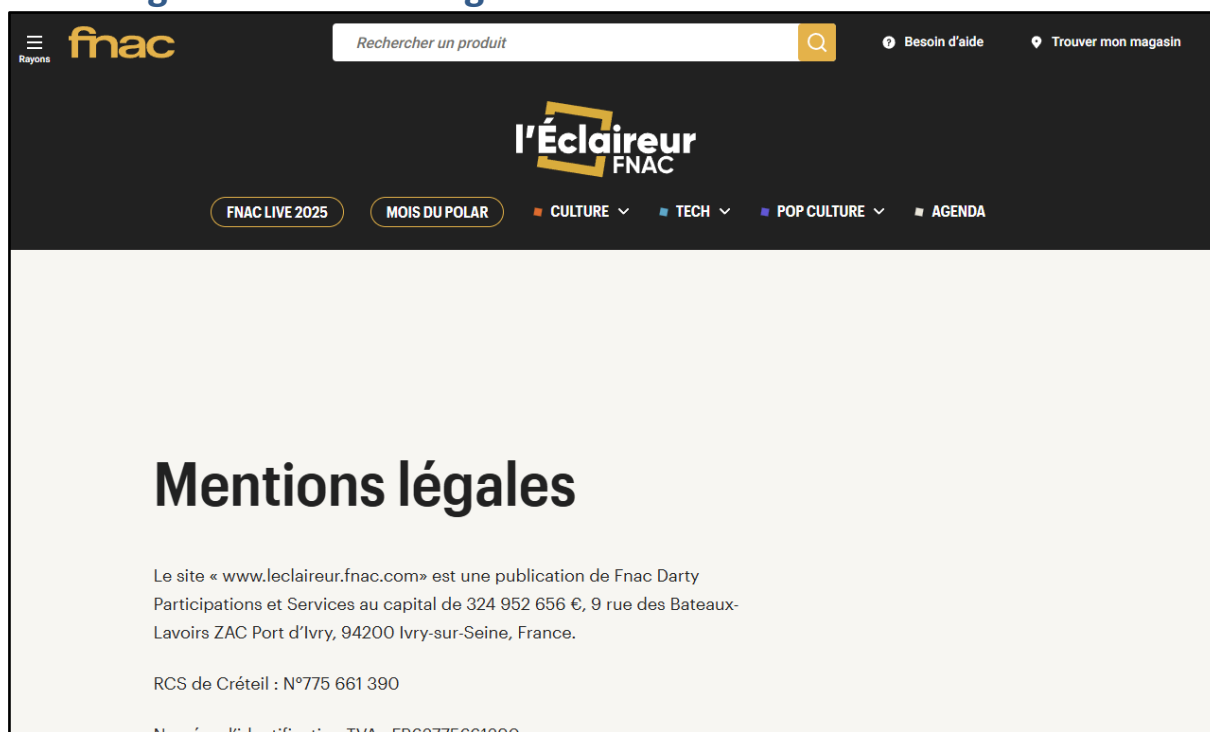 Rayons
fnac
Rechercher un produit
Besoin d'aide
Trouver mon magasin
l'Éclaireur
FNAC
FNAC LIVE 2025
MOIS DU POLAR
CULTURE
TECH
POP CULTURE
AGENDA
Mentions légales
Le site « www.leclaireur.fnac.com» est une publication de Fnac Darty
Participations et Services au capital de 324 952 656 €, 9 rue des Bateaux-
Lavoirs ZAC Port d'Ivry, 94200 Ivry-sur-Seine, France.
RCS de Créteil : N°775 661 390